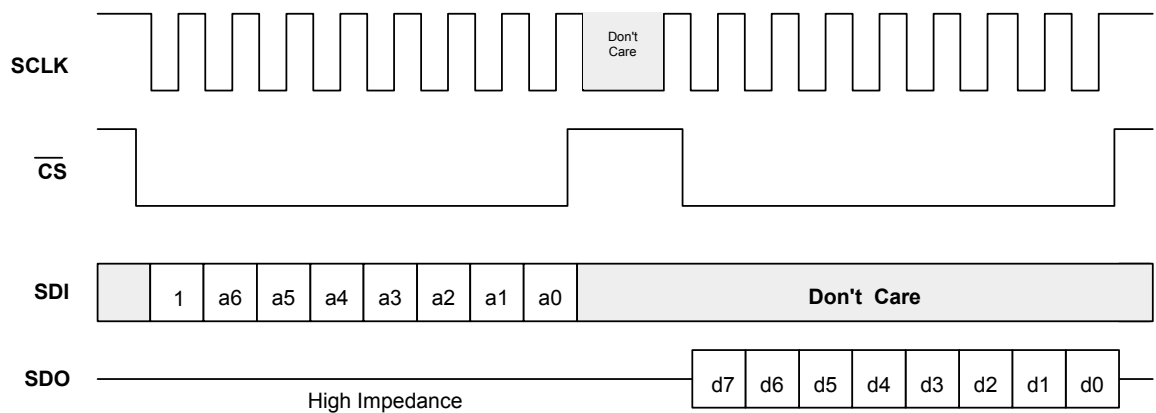 Don't
Care
SCLK
CS
SDI 1 a6 a5 a4 a3 a2 a1 a0 Don't Care
SDO d7 d6 d5 d4 d3 d2 d1 d0
High Impedance